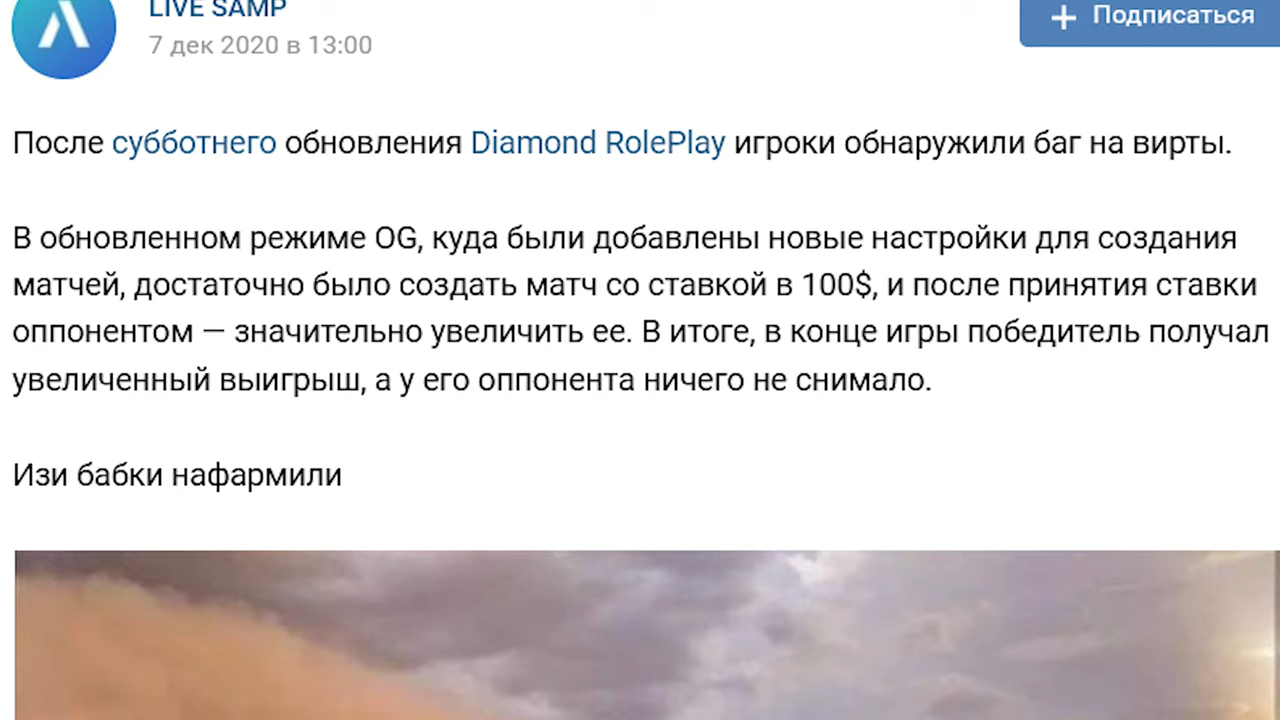 LIVE SAMP
7 дек 2020 в 13:00
+ Подписаться
После субботнего обновления Diamond RolePlay игроки обнаружили баг на вирты.
В обновленном режиме OG, куда были добавлены новые настройки для создания
матчей, достаточно было создать матч со ставкой в 100$, и после принятия ставки
оппонентом — значительно увеличить ее. В итоге, в конце игры победитель получал
увеличенный выигрыш, а у его оппонента ничего не снимало.
Изи бабки нафармили